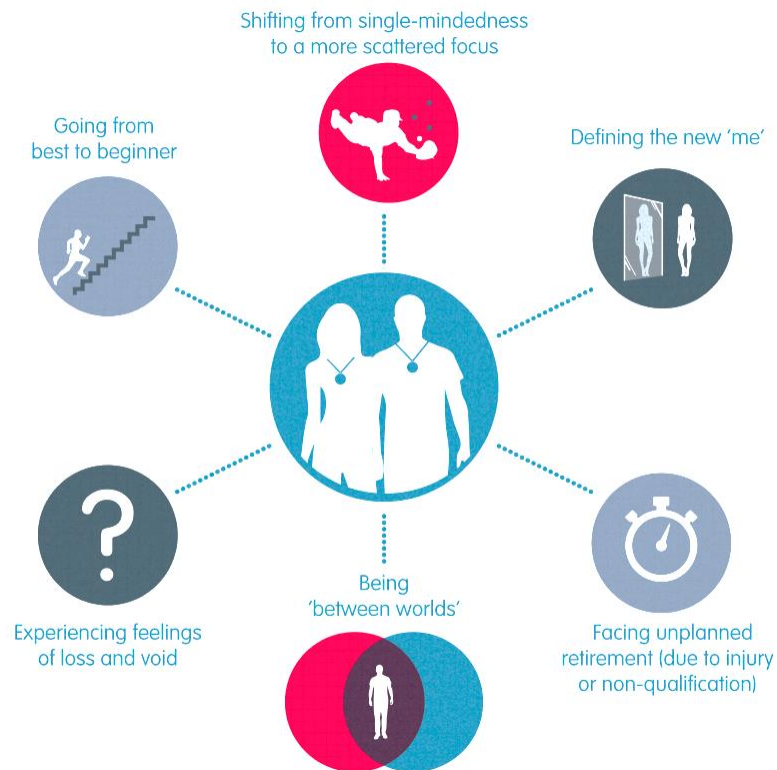 Shifting from single-mindedness
to a more scattered focus
Going from
best to beginner
Defining the new 'me'
Experiencing feelings
of loss and void
Being
'between worlds'
Facing unplanned
retirement (due to injury
or non-qualification)